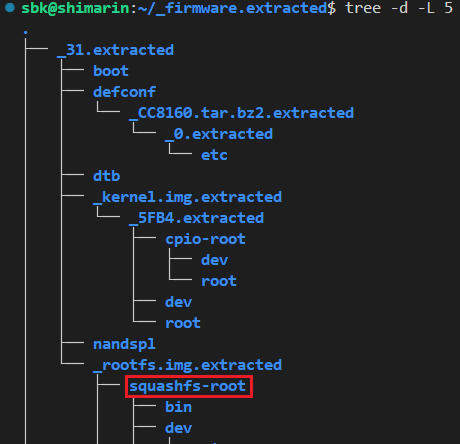 sbk@shimarin:~/_firmware.extracted$ tree -d -L 5
.
├── _31.extracted
│   ├── boot
│   ├── defconf
│   │   └── _CC8160.tar.bz2.extracted
│   │       └── _0.extracted
│   │           └── etc
│   ├── dtb
│   ├── _kernel.img.extracted
│   │   └── _5FB4.extracted
│   │       ├── cpio-root
│   │       │   ├── dev
│   │       │   └── root
│   │       ├── dev
│   │       └── root
│   ├── nandspl
│   └── _rootfs.img.extracted
│       ├── squashfs-root
│       │   ├── bin
│       │   ├── dev